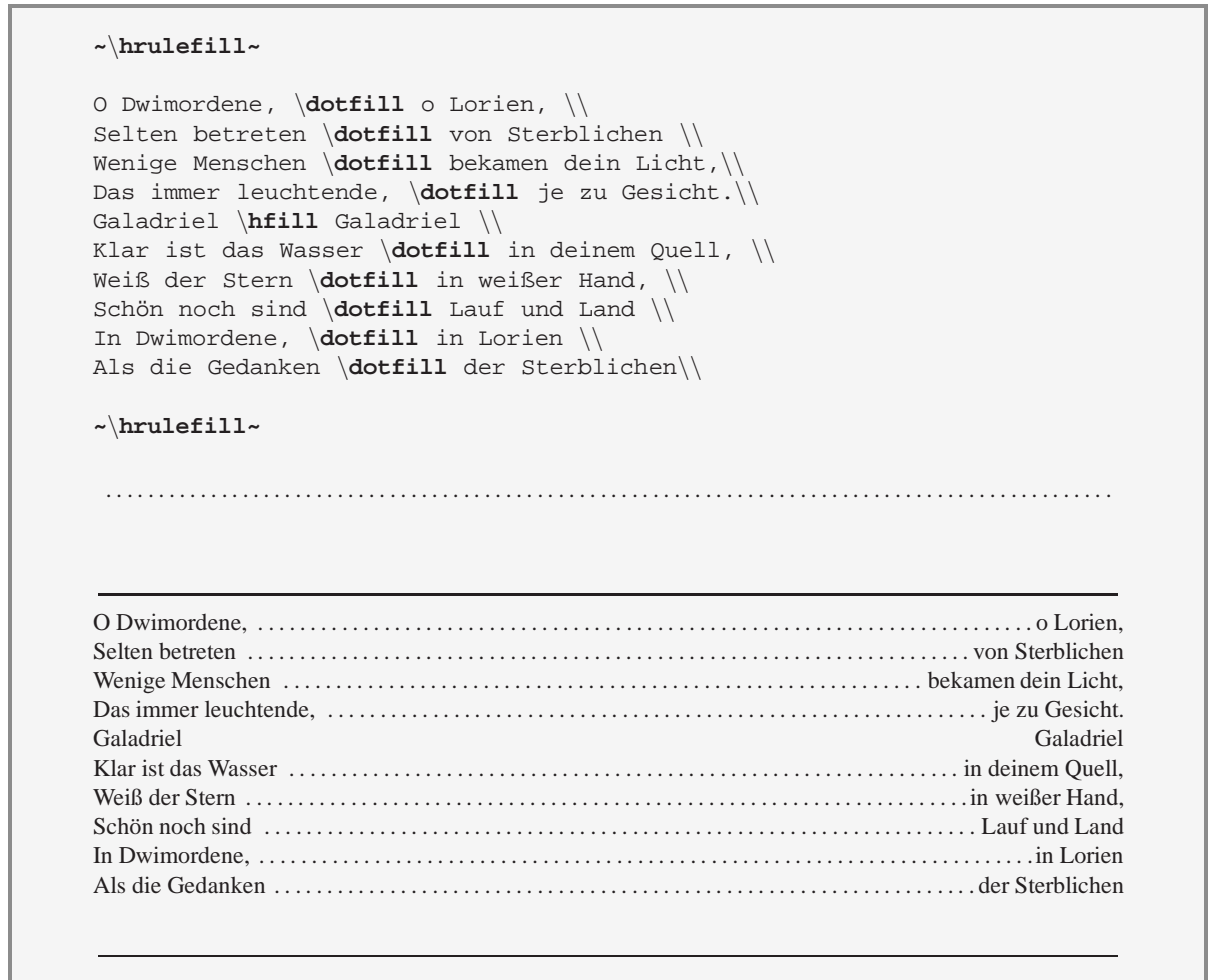 ~\hrulefill~
O Dwimordene, \dotfill o Lorien, \\
Selten betreten \dotfill von Sterblichen \\
Wenige Menschen \dotfill bekamen dein Licht,\\
Das immer leuchtende, \dotfill je zu Gesicht.\\
Galadriel \hfill Galadriel \\
Klar ist das Wasser \dotfill in deinem Quell, \\
Weiß der Stern \dotfill in weißer Hand, \\
Schön noch sind \dotfill Lauf und Land \\
In Dwimordene, \dotfill in Lorien \\
Als die Gedanken \dotfill der Sterblichen\\
~\hrulefill~
O Dwimordene, ........................................................................... o Lorien,
Selten betreten ...................................................................... von Sterblichen
Wenige Menschen .............................................................. bekamen dein Licht,
Das immer leuchtende, ................................................................ je zu Gesicht.
Galadriel Galadriel
Klar ist das Wasser ................................................................. in deinem Quell,
Weiß der Stern ...................................................................... in weißer Hand,
Schön noch sind ..................................................................... Lauf und Land
In Dwimordene, ........................................................................... in Lorien
Als die Gedanken .................................................................... der Sterblichen